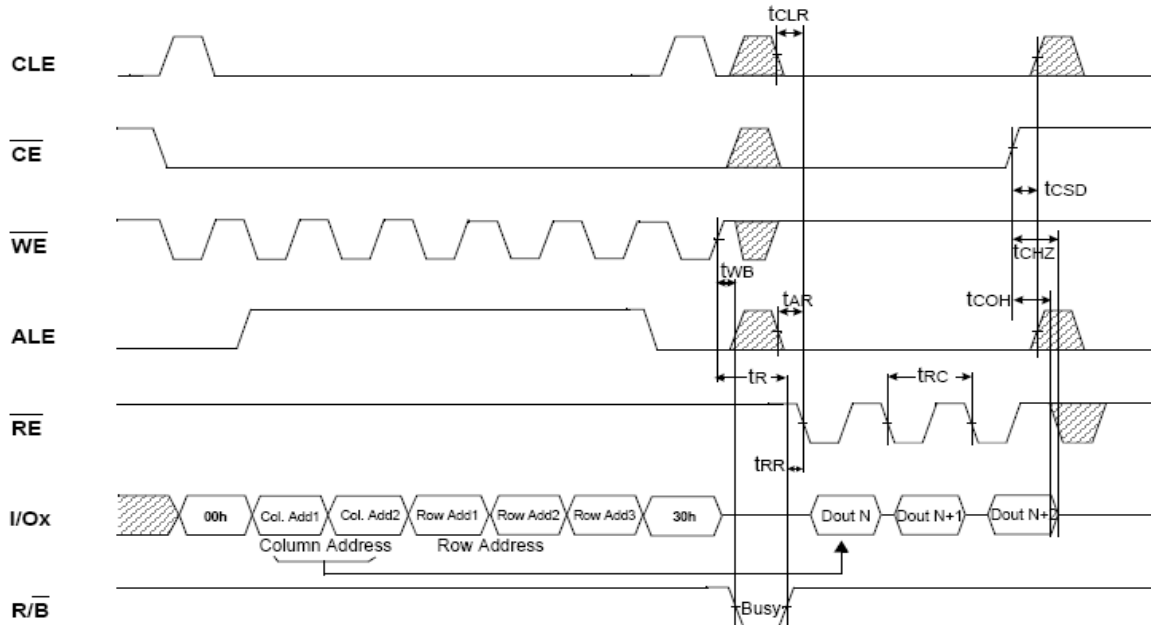 tCLR
CLE
CE
tCSD
WE
tCHZ
tWB
tCOH
tAR
ALE
tR
tRC
RE
tRR
I/Ox
00h
Col. Add1
Col. Add2
Row Add1
Row Add2
Row Add3
30h
Dout N
Dout N+1
Dout N+2
Column Address
Row Address
R/B
Busy